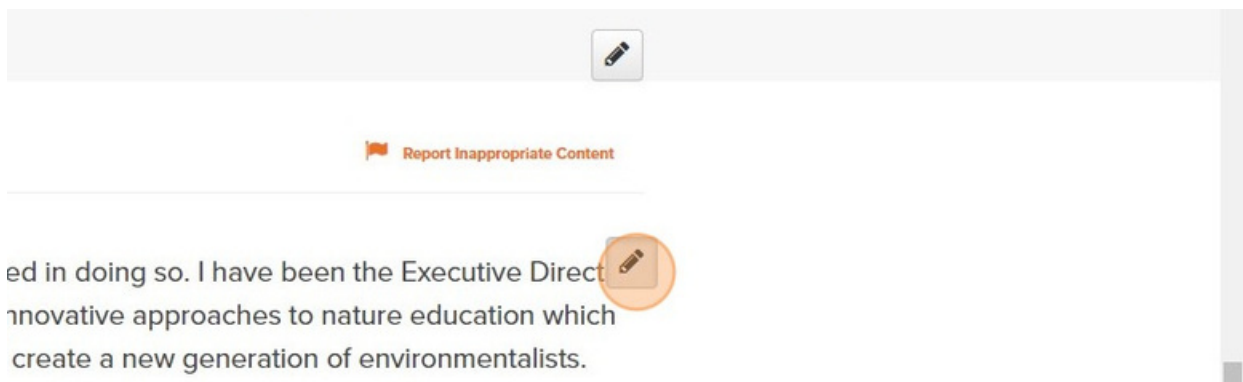 Report Inappropriate Content
ed in doing so. I have been the Executive Direct
nnovative approaches to nature education which
create a new generation of environmentalists.